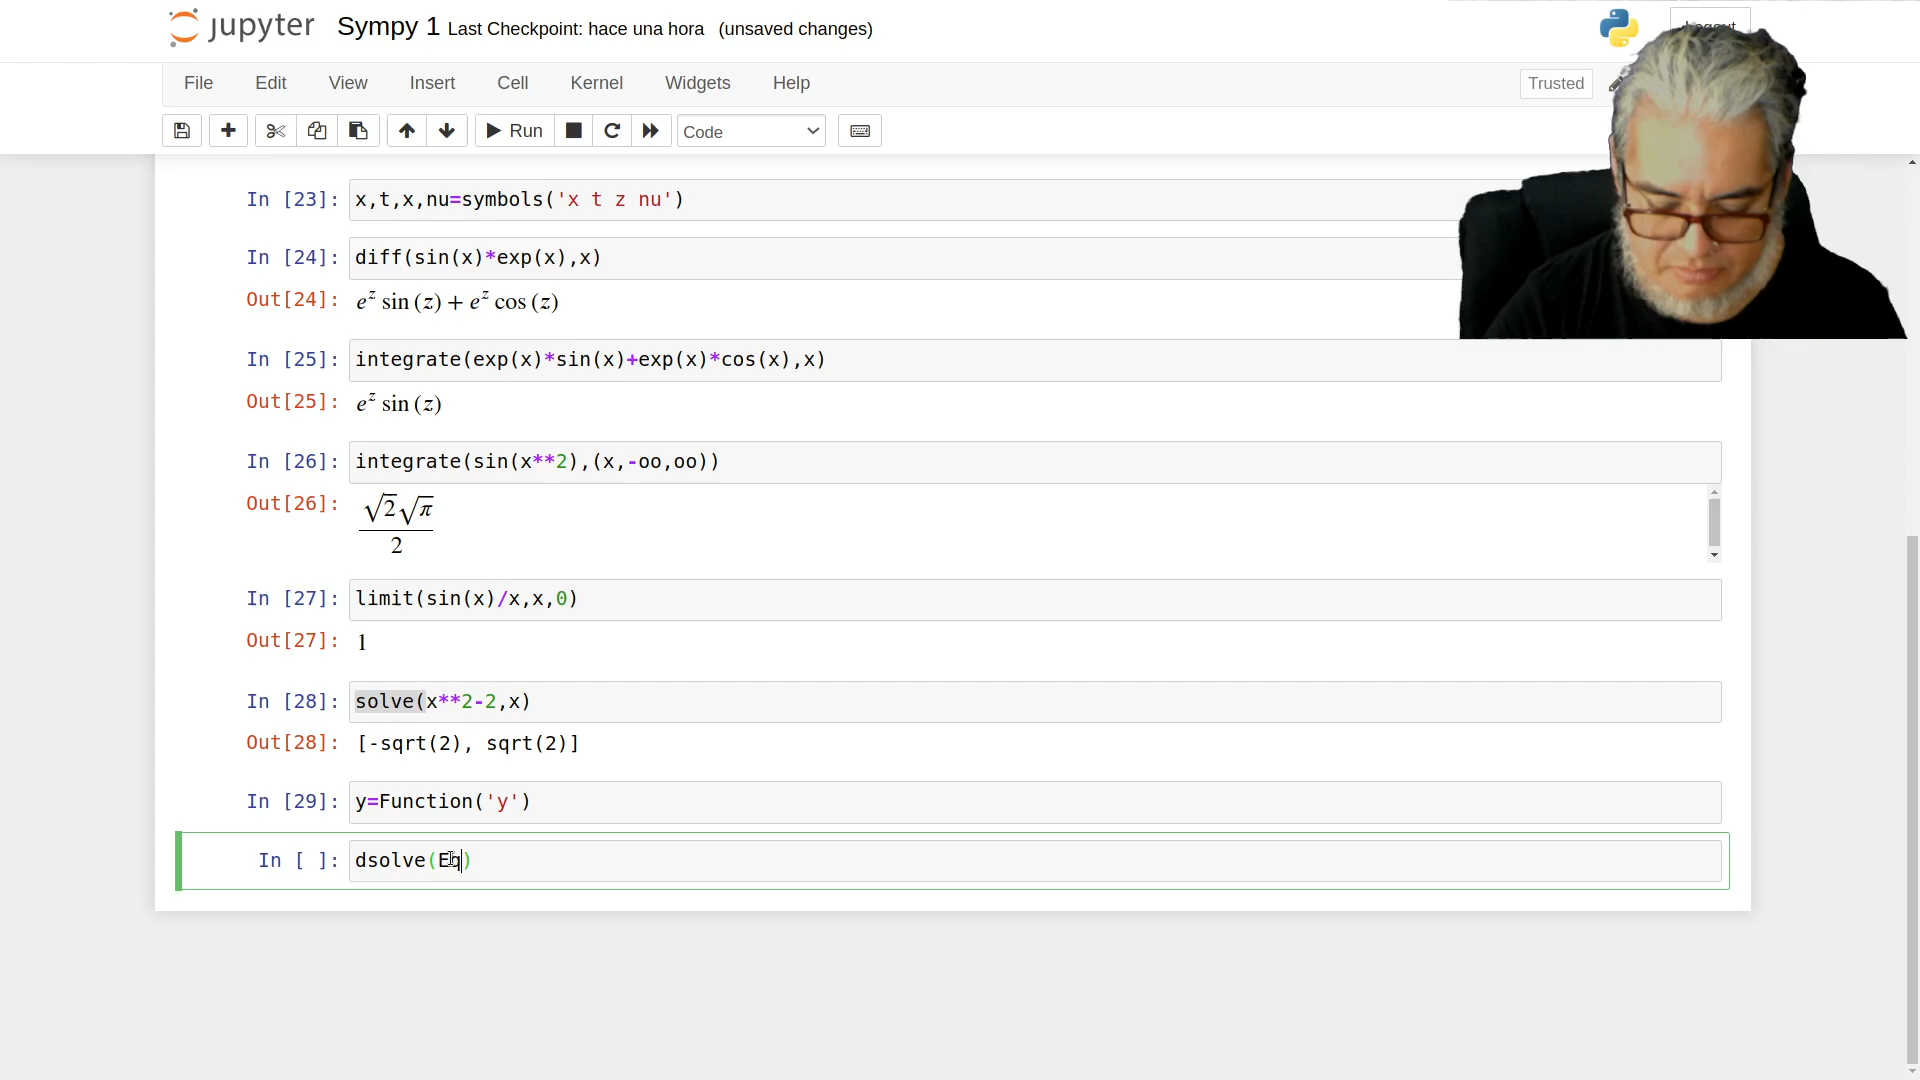 jupyter Sympy 1 Last Checkpoint: hace una hora (unsaved changes)
File Edit View Insert Cell Kernel Widgets Help Trusted
Run Code
In [23]: x,t,x,nu=symbols('x t z nu')
In [24]: diff(sin(x)*exp(x),x)
Out[24]: e^z sin (z) + e^z cos (z)
In [25]: integrate(exp(x)*sin(x)+exp(x)*cos(x),x)
Out[25]: e^z sin (z)
In [26]: integrate(sin(x**2),(x,-oo,oo))
Out[26]: √2√π
2
In [27]: limit(sin(x)/x,x,0)
Out[27]: 1
In [28]: solve(x**2-2,x)
Out[28]: [-sqrt(2), sqrt(2)]
In [29]: y=Function('y')
In [ ]: dsolve(Eq)